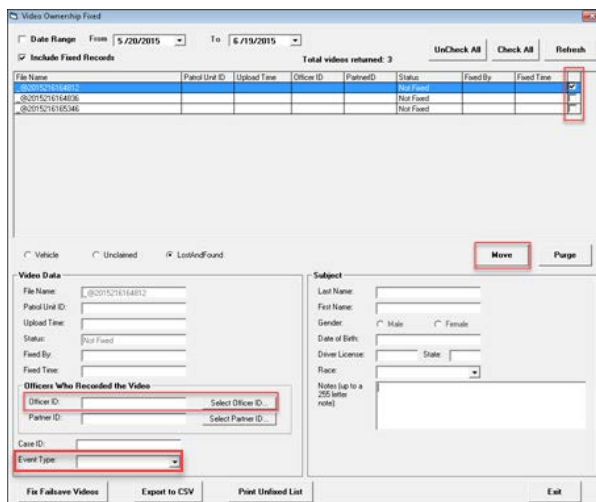 Video Ownership Fixed
Date Range From 5/20/2015 To 6/19/2015
Include Fixed Records Total videos returned: 3 UnCheck All Check All Refresh
File Name Patrol Unit ID Upload Time Officer ID PartnerID Status Fixed By Fixed Time
_@2015216164812 Not Fixed
_@2015216164836 Not Fixed
_@2015216165346 Not Fixed
Vehicle Unclaimed LostAndFound Move Purge
Video Data Subject
File Name: _@2015216164812 Last Name:
Patrol Unit ID: First Name:
Upload Time: Gender: Male Female
Status: Not Fixed Date of Birth:
Fixed By: Driver License: State:
Fixed Time: Race:
Officers Who Recorded the Video Notes (up to a
255 letter
note):
Officer ID: Select Officer ID...
Partner ID: Select Partner ID...
Case ID:
Event Type:
Fix Failsave Videos Export to CSV Print Unfixed List Exit